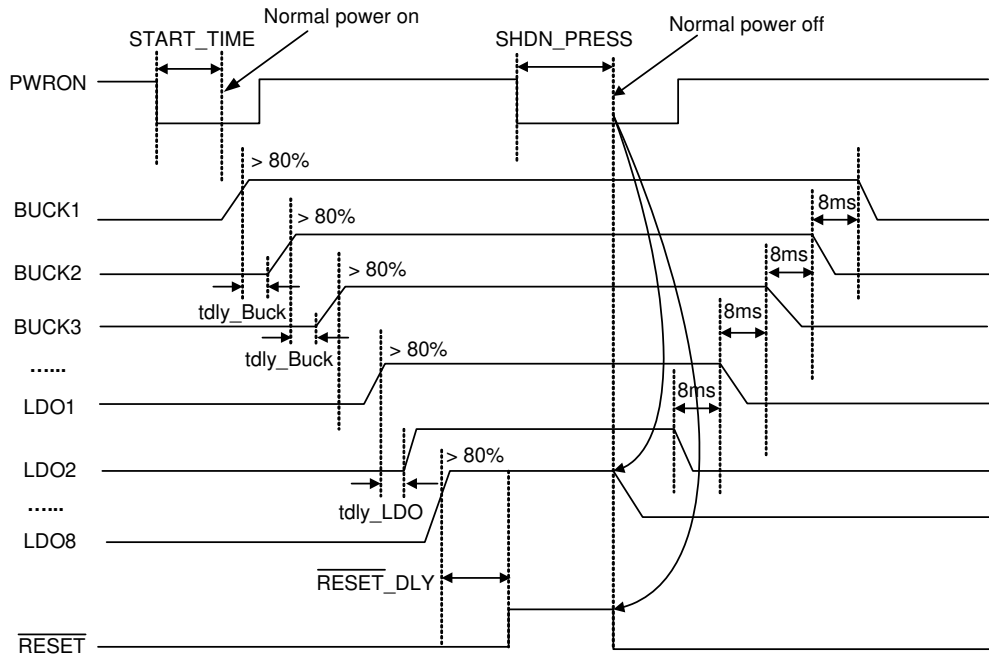 Normal power on
START_TIME
SHDN_PRESS
Normal power off
PWRON
> 80%
BUCK1
8ms
> 80%
BUCK2
8ms
> 80%
tdly_Buck
BUCK3
8ms
tdly_Buck
> 80%
......
8ms
LDO1
LDO2
> 80%
......
tdly_LDO
LDO8
RESET_DLY
RESET